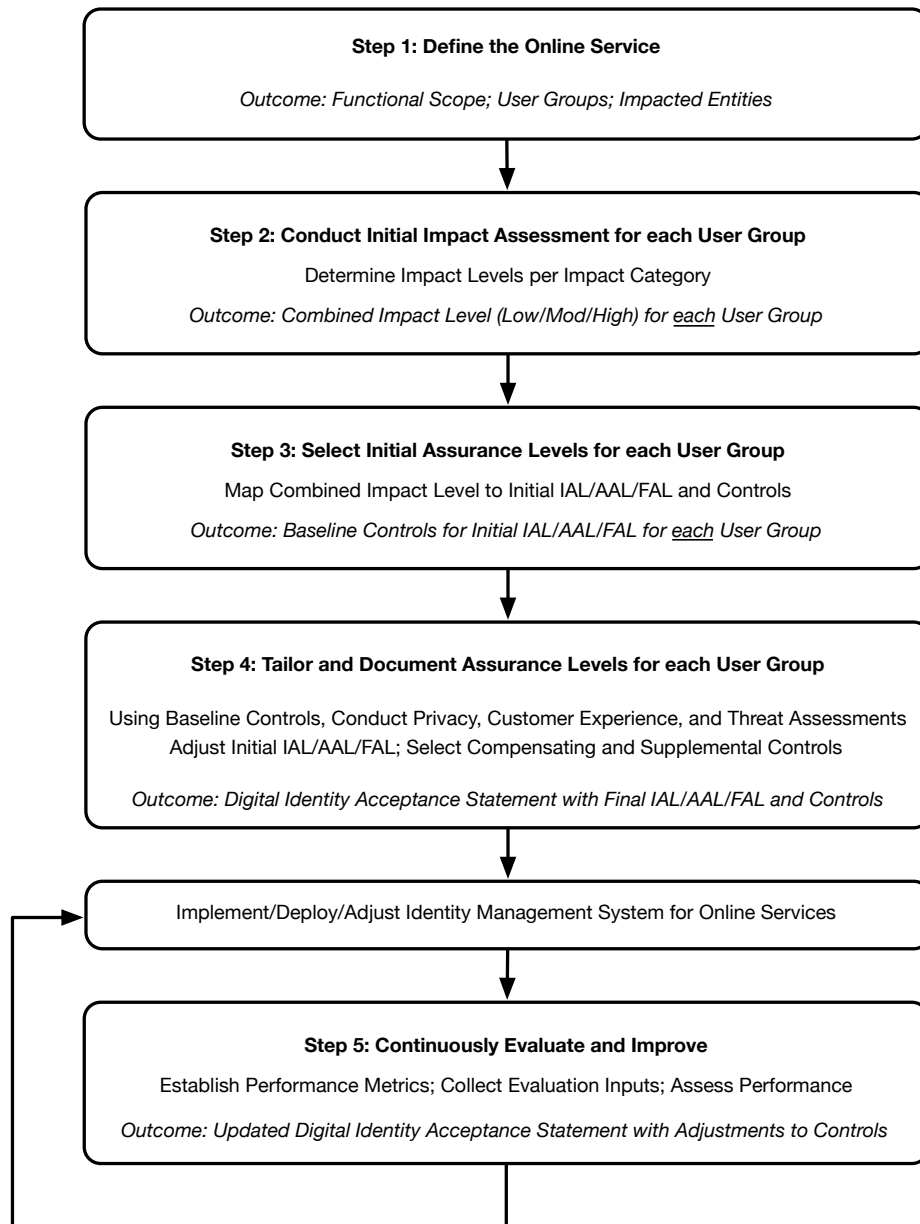 Step 1: Define the Online Service
Outcome: Functional Scope; User Groups; Impacted Entities
Step 2: Conduct Initial Impact Assessment for each User Group
Determine Impact Levels per Impact Category
Outcome: Combined Impact Level (Low/Mod/High) for each User Group
Step 3: Select Initial Assurance Levels for each User Group
Map Combined Impact Level to Initial IAL/AAL/FAL and Controls
Outcome: Baseline Controls for Initial IAL/AAL/FAL for each User Group
Step 4: Tailor and Document Assurance Levels for each User Group
Using Baseline Controls, Conduct Privacy, Customer Experience, and Threat Assessments
Adjust Initial IAL/AAL/FAL; Select Compensating and Supplemental Controls
Outcome: Digital Identity Acceptance Statement with Final IAL/AAL/FAL and Controls
Implement/Deploy/Adjust Identity Management System for Online Services
Step 5: Continuously Evaluate and Improve
Establish Performance Metrics; Collect Evaluation Inputs; Assess Performance
Outcome: Updated Digital Identity Acceptance Statement with Adjustments to Controls